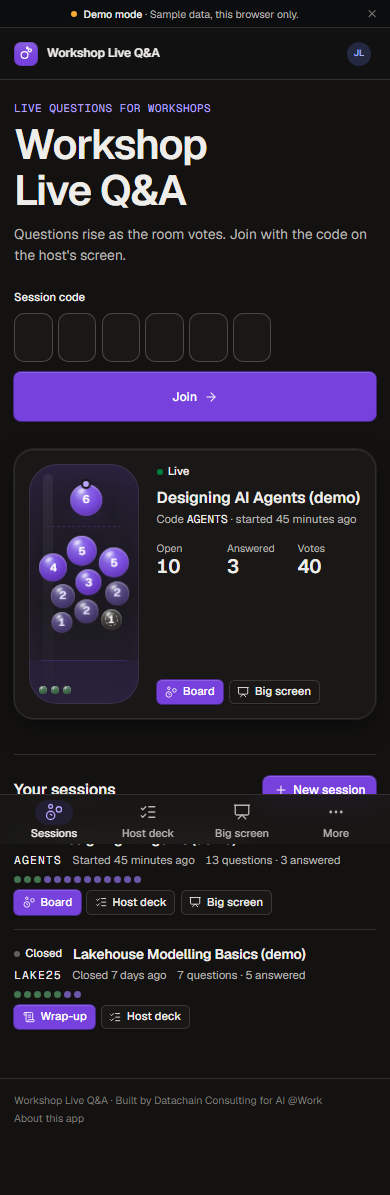 Demo mode · Sample data, this browser only.
Workshop Live Q&A
JL
LIVE QUESTIONS FOR WORKSHOPS
Workshop
Live Q&A
Questions rise as the room votes. Join with the code on
the host's screen.
Session code
Join
Live
Designing AI Agents (demo)
Code AGENTS · started 45 minutes ago
Open
Answered
Votes
10
3
40
6
5
5
4
3
2
2
2
1
1
Board
Big screen
Your sessions
New session
Sessions
Host deck
Big screen
More
AGENTS Started 45 minutes ago 13 questions · 3 answered
Board
Host deck
Big screen
Closed Lakehouse Modelling Basics (demo)
LAKE25 Closed 7 days ago 7 questions · 5 answered
Wrap-up
Host deck
Workshop Live Q&A · Built by Datachain Consulting for AI @Work
About this app